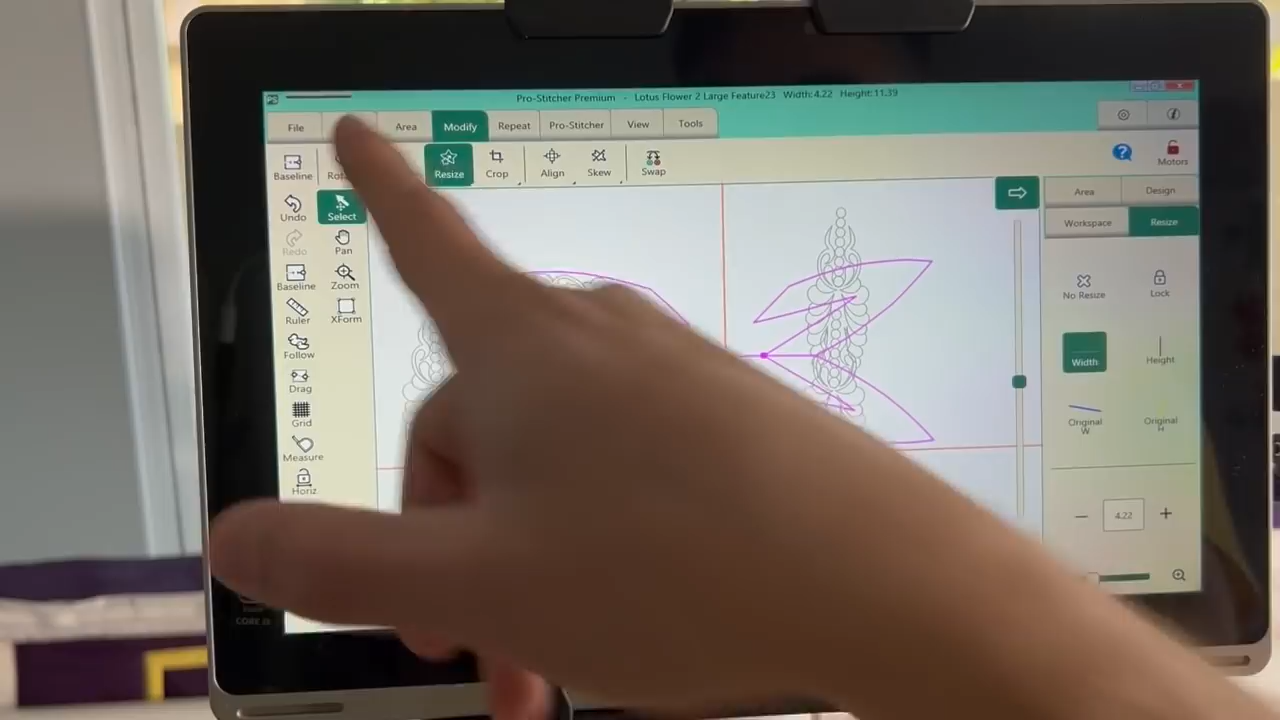 Pro-Stitcher Premium - Lotus Flower 2 Large Feature23 Width:4.22 Height:11.39
File Area Modify Repeat Pro-Stitcher View Tools
Baseline Resize Crop Align Skew Swap Motors
Undo Select
Redo Pan
Baseline Zoom
Ruler XForm
Follow
Drag
Grid
Measure
Horiz
Area Design
Workspace Resize
No Resize Lock
Width Height
Original W Original H
4.22